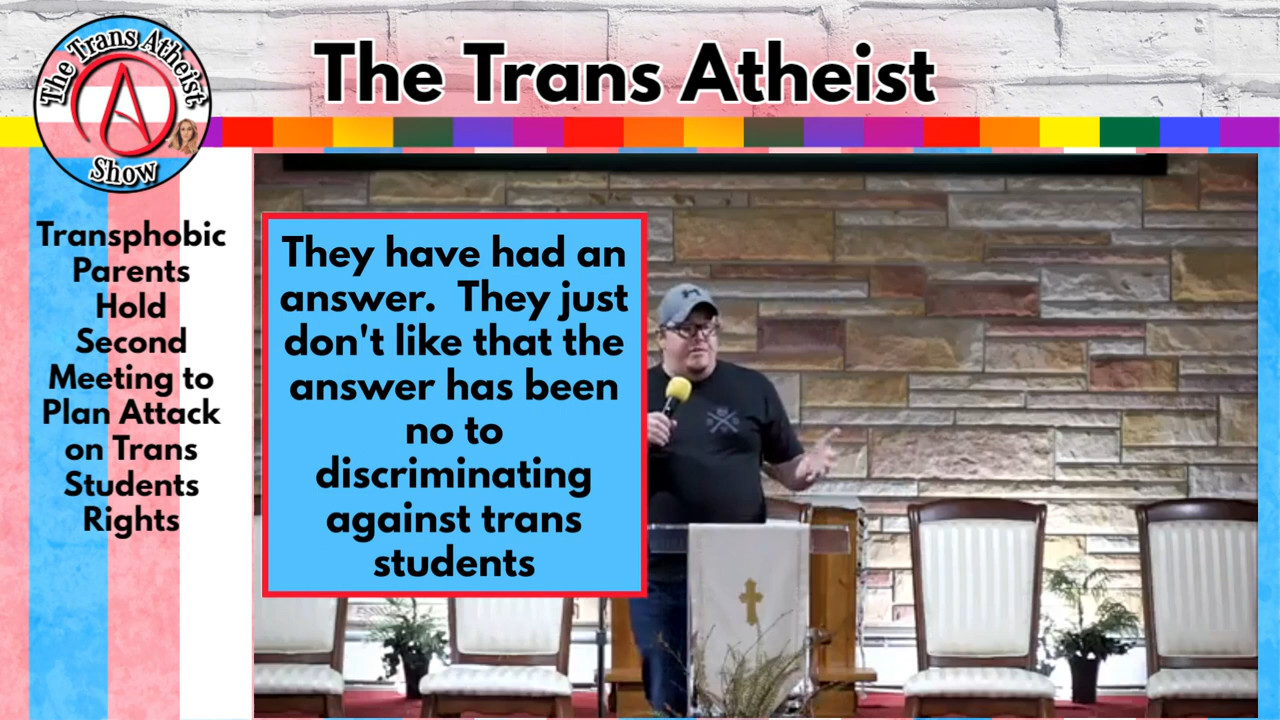 The Trans Atheist
Show
The Trans Atheist
Transphobic
Parents
Hold
Second
Meeting to
Plan Attack
on Trans
Students
Rights
They have had an
answer. They just
don't like that the
answer has been
no to
discriminating
against trans
students